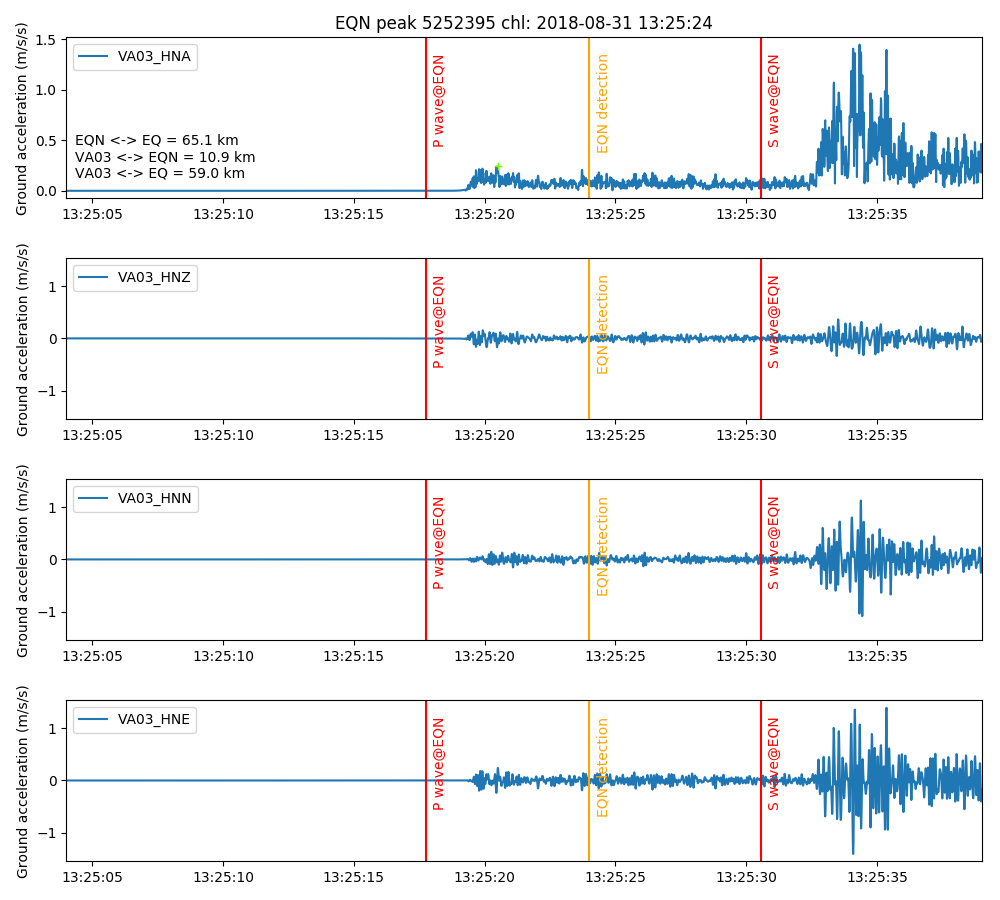 EQN peak 5252395 chl: 2018-08-31 13:25:24
Ground acceleration (m/s/s)
1.5
1.0
0.5
0.0
VA03_HNA
EQN <-> EQ = 65.1 km
VA03 <-> EQN = 10.9 km
VA03 <-> EQ = 59.0 km
P wave@EQN
EQN detection
S wave@EQN
13:25:05 13:25:10 13:25:15 13:25:20 13:25:25 13:25:30 13:25:35
Ground acceleration (m/s/s)
1
0
−1
VA03_HNZ
P wave@EQN
EQN detection
S wave@EQN
13:25:05 13:25:10 13:25:15 13:25:20 13:25:25 13:25:30 13:25:35
Ground acceleration (m/s/s)
1
0
−1
VA03_HNN
P wave@EQN
EQN detection
S wave@EQN
13:25:05 13:25:10 13:25:15 13:25:20 13:25:25 13:25:30 13:25:35
Ground acceleration (m/s/s)
1
0
−1
VA03_HNE
P wave@EQN
EQN detection
S wave@EQN
13:25:05 13:25:10 13:25:15 13:25:20 13:25:25 13:25:30 13:25:35